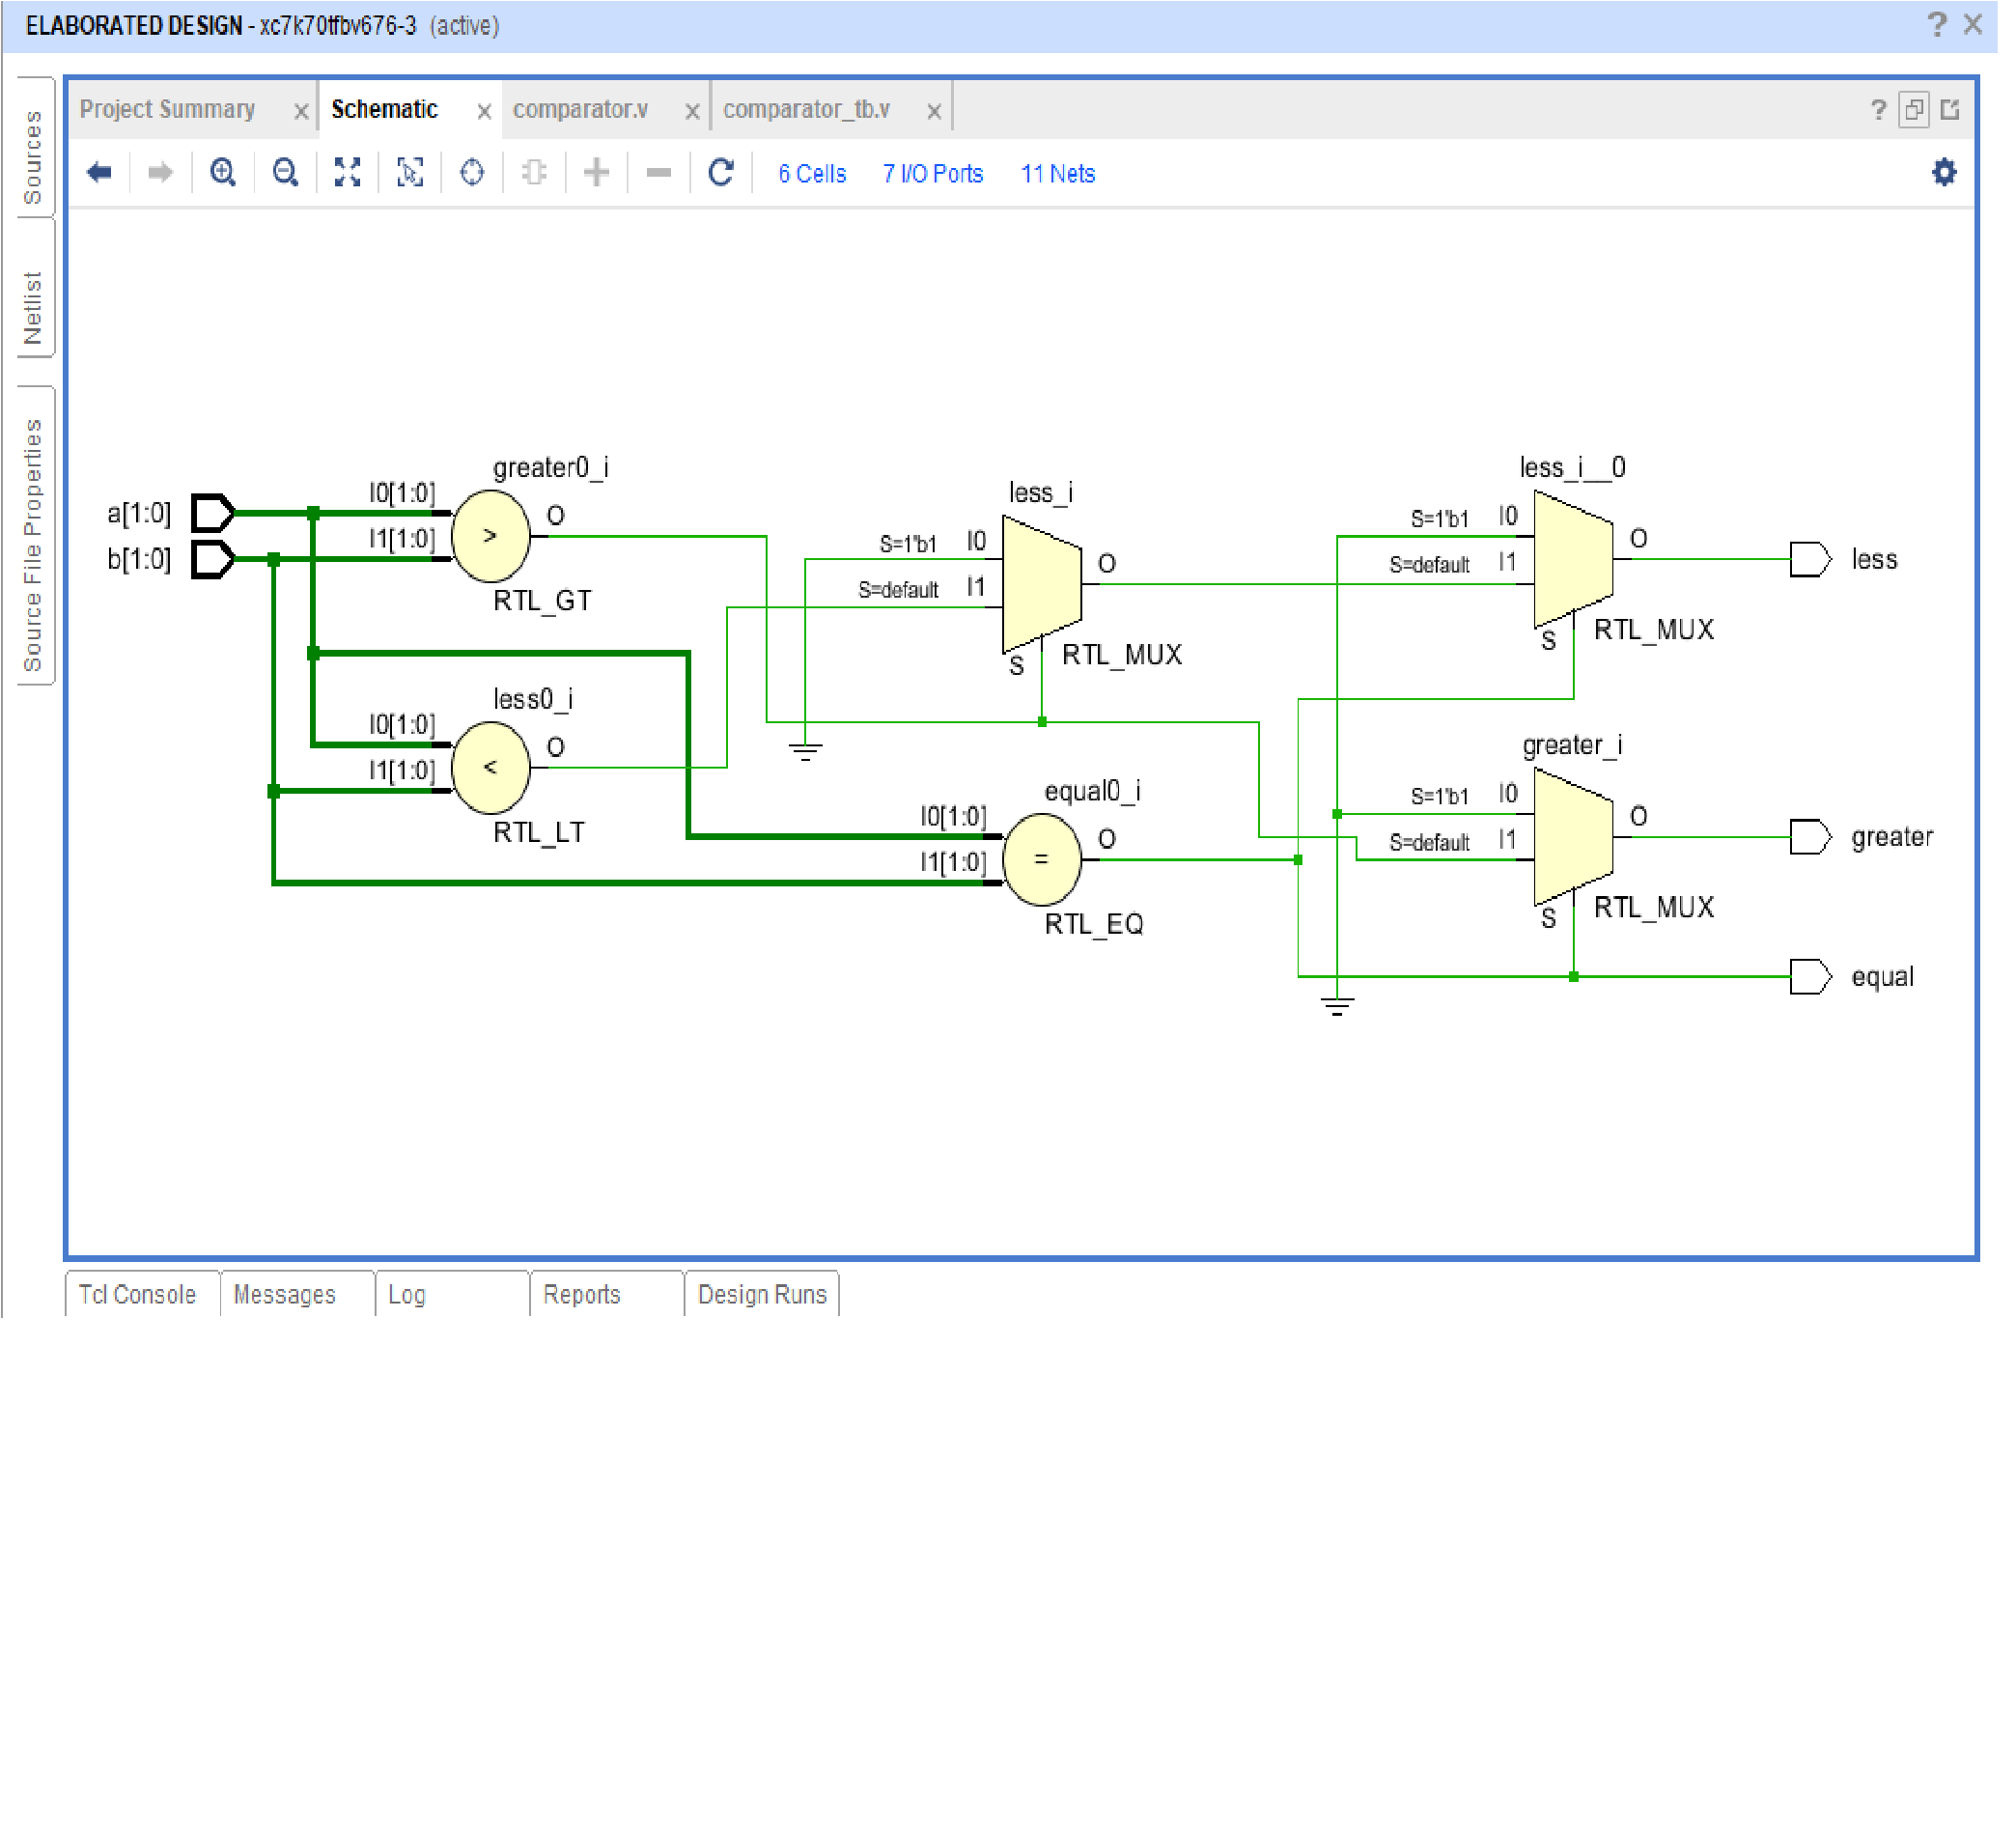 ELABORATED DESIGN - xc7k70tfbv676-3 (active) ? X
Project Summary x Schematic x comparator.v x comparator_tb.v x ?
6 Cells 7 I/O Ports 11 Nets
Sources
Netlist
Source File Properties
a[1:0]
b[1:0]
greater0_i
I0[1:0]
I1[1:0]
>
O
RTL_GT
less0_i
I0[1:0]
I1[1:0]
<
O
RTL_LT
less_i
S=1'b1 I0
S=default I1
O
S
RTL_MUX
equal0_i
I0[1:0]
I1[1:0]
=
O
RTL_EQ
less_i__0
S=1'b1 I0
S=default I1
O
S
RTL_MUX
less
greater_i
S=1'b1 I0
S=default I1
O
S
RTL_MUX
greater
equal
Tcl Console Messages Log Reports Design Runs